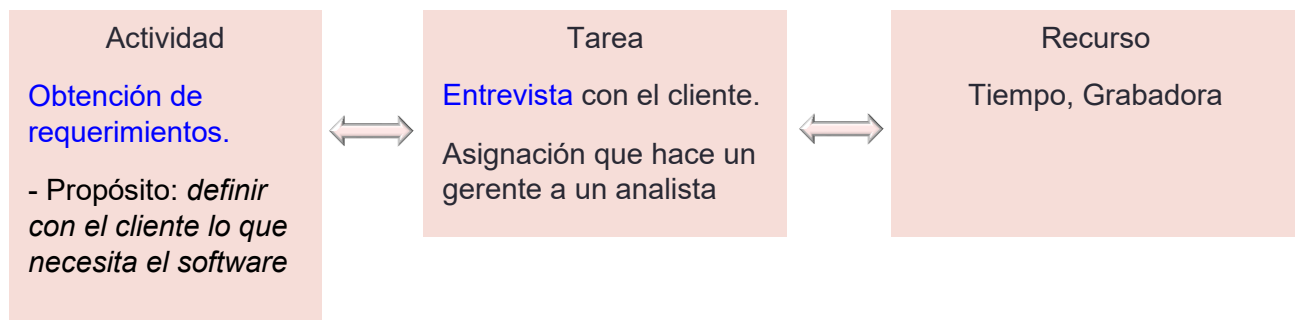 Actividad
Obtención de
requerimientos.
- Propósito: definir
con el cliente lo que
necesita el software
Tarea
Entrevista con el cliente.
Asignación que hace un
gerente a un analista
Recurso
Tiempo, Grabadora